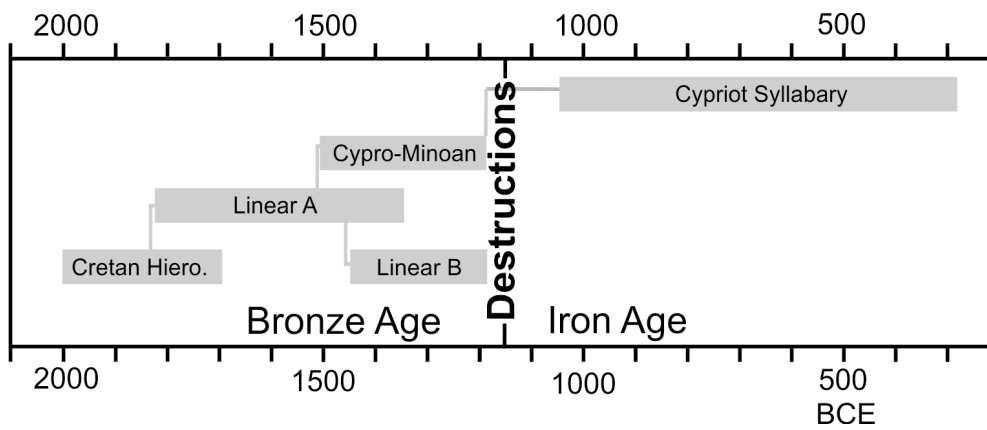 2000 1500 1000 500
Cypriot Syllabary
Cypro-Minoan
Linear A
Cretan Hiero.
Linear B
Destructions
Bronze Age
Iron Age
2000 1500 1000 500
BCE